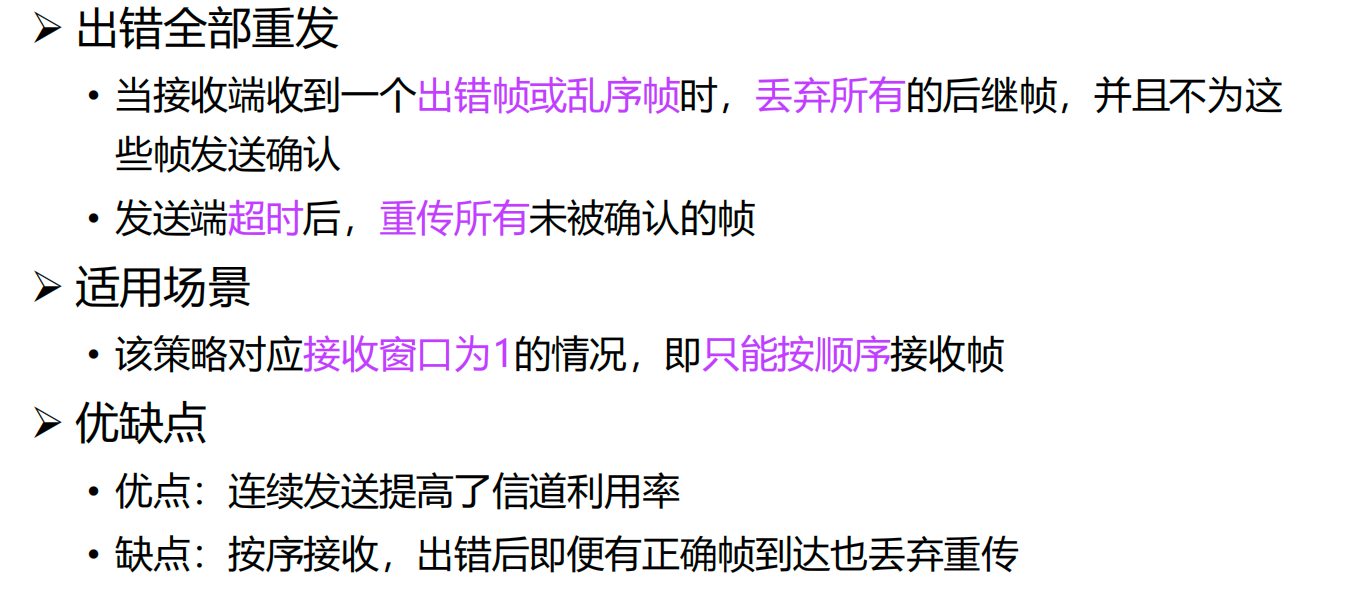 ➢ 出错全部重发
• 当接收端收到一个出错帧或乱序帧时，丢弃所有的后继帧，并且不为这
些帧发送确认
• 发送端超时后，重传所有未被确认的帧
➢ 适用场景
• 该策略对应接收窗口为1的情况，即只能按顺序接收帧
➢ 优缺点
• 优点：连续发送提高了信道利用率
• 缺点：按序接收，出错后即便有正确帧到达也丢弃重传